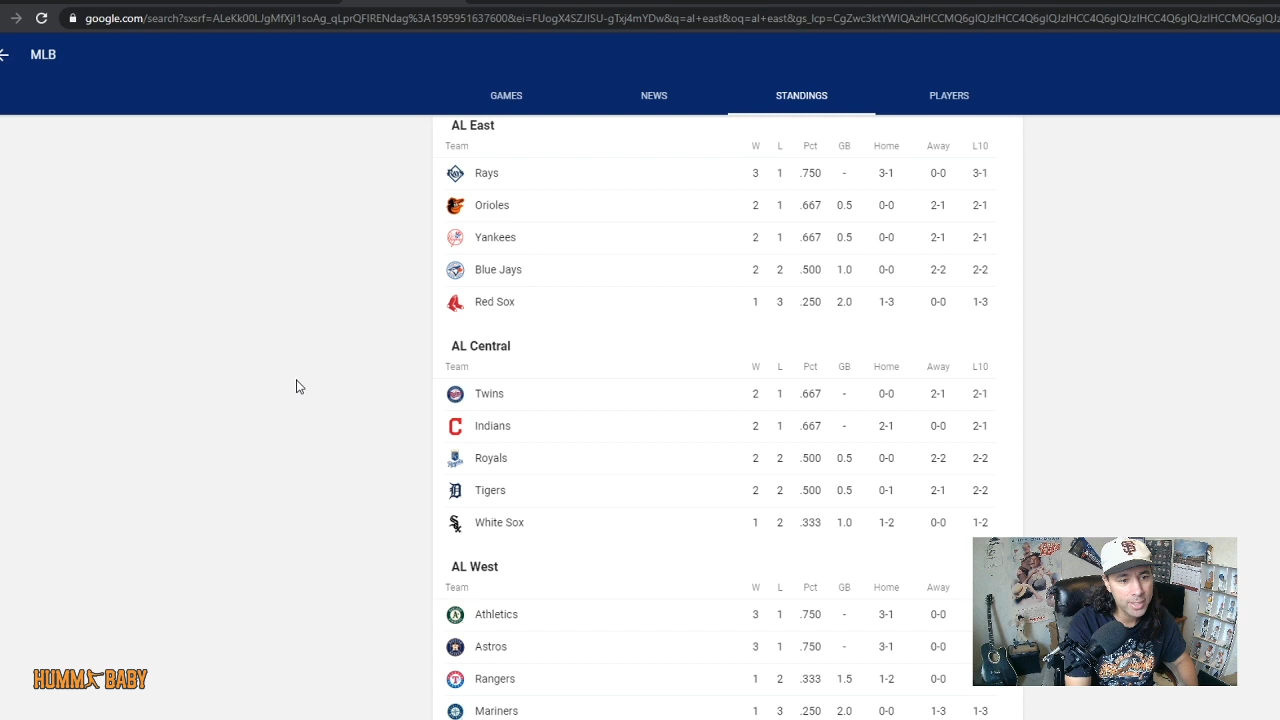 google.com/search?sxsrf=ALeKk00LJgMfXjI1soAg_qLprQFIRENdag%3A1595951637600&ei=FUogX4SZJISU-gTxj4mYDw&q=al+east&oq=al+east&gs_lcp=CgZwc3ktYWIQAzIHCCMQ6gIQJzIHCC4Q6gIQJzIHCC4Q6gIQJzIHCC4Q6gIQJzIHCCMQ6gIQJzIHCCMQ6gIQJ
MLB
GAMES NEWS STANDINGS PLAYERS
AL East
Team W L Pct GB Home Away L10
Rays 3 1 .750 - 3-1 0-0 3-1
Orioles 2 1 .667 0.5 0-0 2-1 2-1
Yankees 2 1 .667 0.5 0-0 2-1 2-1
Blue Jays 2 2 .500 1.0 0-0 2-2 2-2
Red Sox 1 3 .250 2.0 1-3 0-0 1-3
AL Central
Team W L Pct GB Home Away L10
Twins 2 1 .667 - 0-0 2-1 2-1
Indians 2 1 .667 - 2-1 0-0 2-1
Royals 2 2 .500 0.5 0-0 2-2 2-2
Tigers 2 2 .500 0.5 0-1 2-1 2-2
White Sox 1 2 .333 1.0 1-2 0-0 1-2
AL West
Team W L Pct GB Home Away
Athletics 3 1 .750 - 3-1 0-0
Astros 3 1 .750 - 3-1 0-0
Rangers 1 2 .333 1.5 1-2 0-0
Mariners 1 3 .250 2.0 0-0 1-3 1-3
HUMM BABY